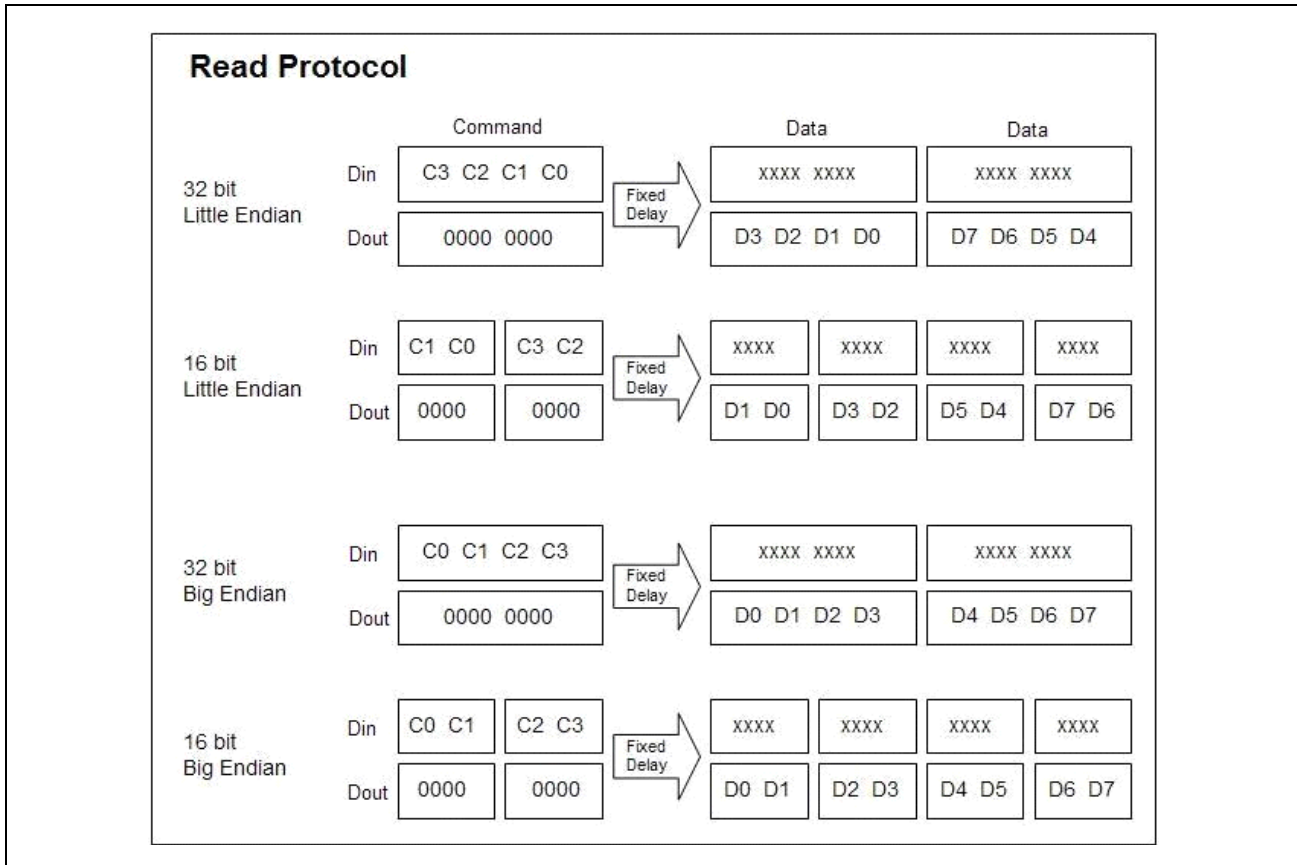 Read Protocol
Command Data Data
32 bit
Little Endian
Din C3 C2 C1 C0 XXXX XXXX XXXX XXXX
Fixed
Delay
Dout 0000 0000 D3 D2 D1 D0 D7 D6 D5 D4
16 bit
Little Endian
Din C1 C0 C3 C2 XXXX XXXX XXXX XXXX
Fixed
Delay
Dout 0000 0000 D1 D0 D3 D2 D5 D4 D7 D6
32 bit
Big Endian
Din C0 C1 C2 C3 XXXX XXXX XXXX XXXX
Fixed
Delay
Dout 0000 0000 D0 D1 D2 D3 D4 D5 D6 D7
16 bit
Big Endian
Din C0 C1 C2 C3 XXXX XXXX XXXX XXXX
Fixed
Delay
Dout 0000 0000 D0 D1 D2 D3 D4 D5 D6 D7